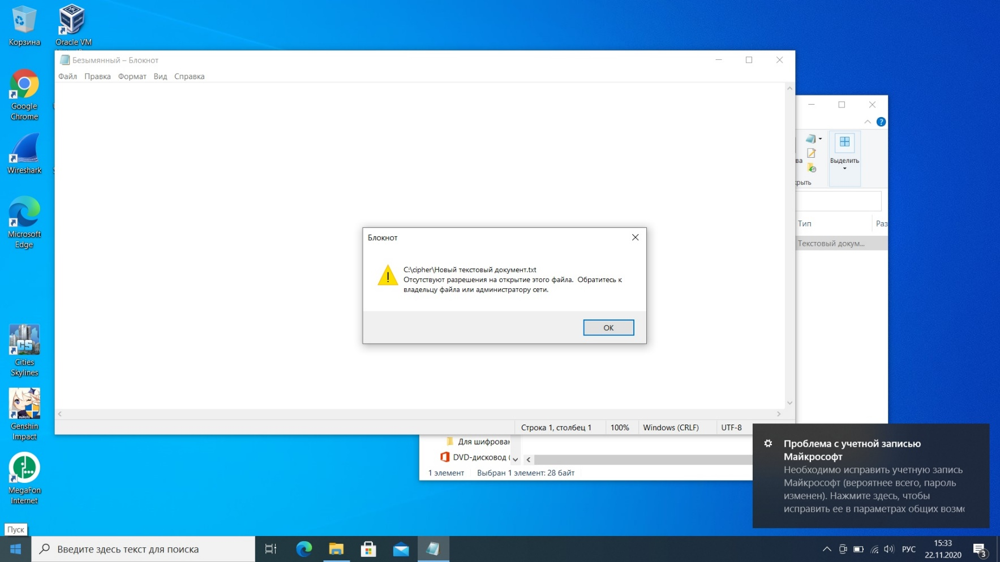 Корзина
Oracle VM
Безымянный – Блокнот
Файл Правка Формат Вид Справка
Google
Chrome
Wireshark
Microsoft
Edge
Выделить
ва
крыть
Тип Раз
Текстовый докум...
Блокнот
C:\cipher\Новый текстовый документ.txt
Отсутствуют разрешения на открытие этого файла. Обратитесь к
владельцу файла или администратору сети.
ОК
Cities
Skylines
Genshin
Impact
MegaFon
Internet
Строка 1, столбец 1 100% Windows (CRLF) UTF-8
Для шифрован
DVD-дисковод (
1 элемент Выбран 1 элемент: 28 байт
Проблема с учетной записью
Майкрософт
Необходимо исправить учетную запись
Майкрософт (вероятнее всего, пароль
изменен). Нажмите здесь, чтобы
исправить ее в параметрах общих возмо
Пуск
Введите здесь текст для поиска
РУС
15:33
22.11.2020
3